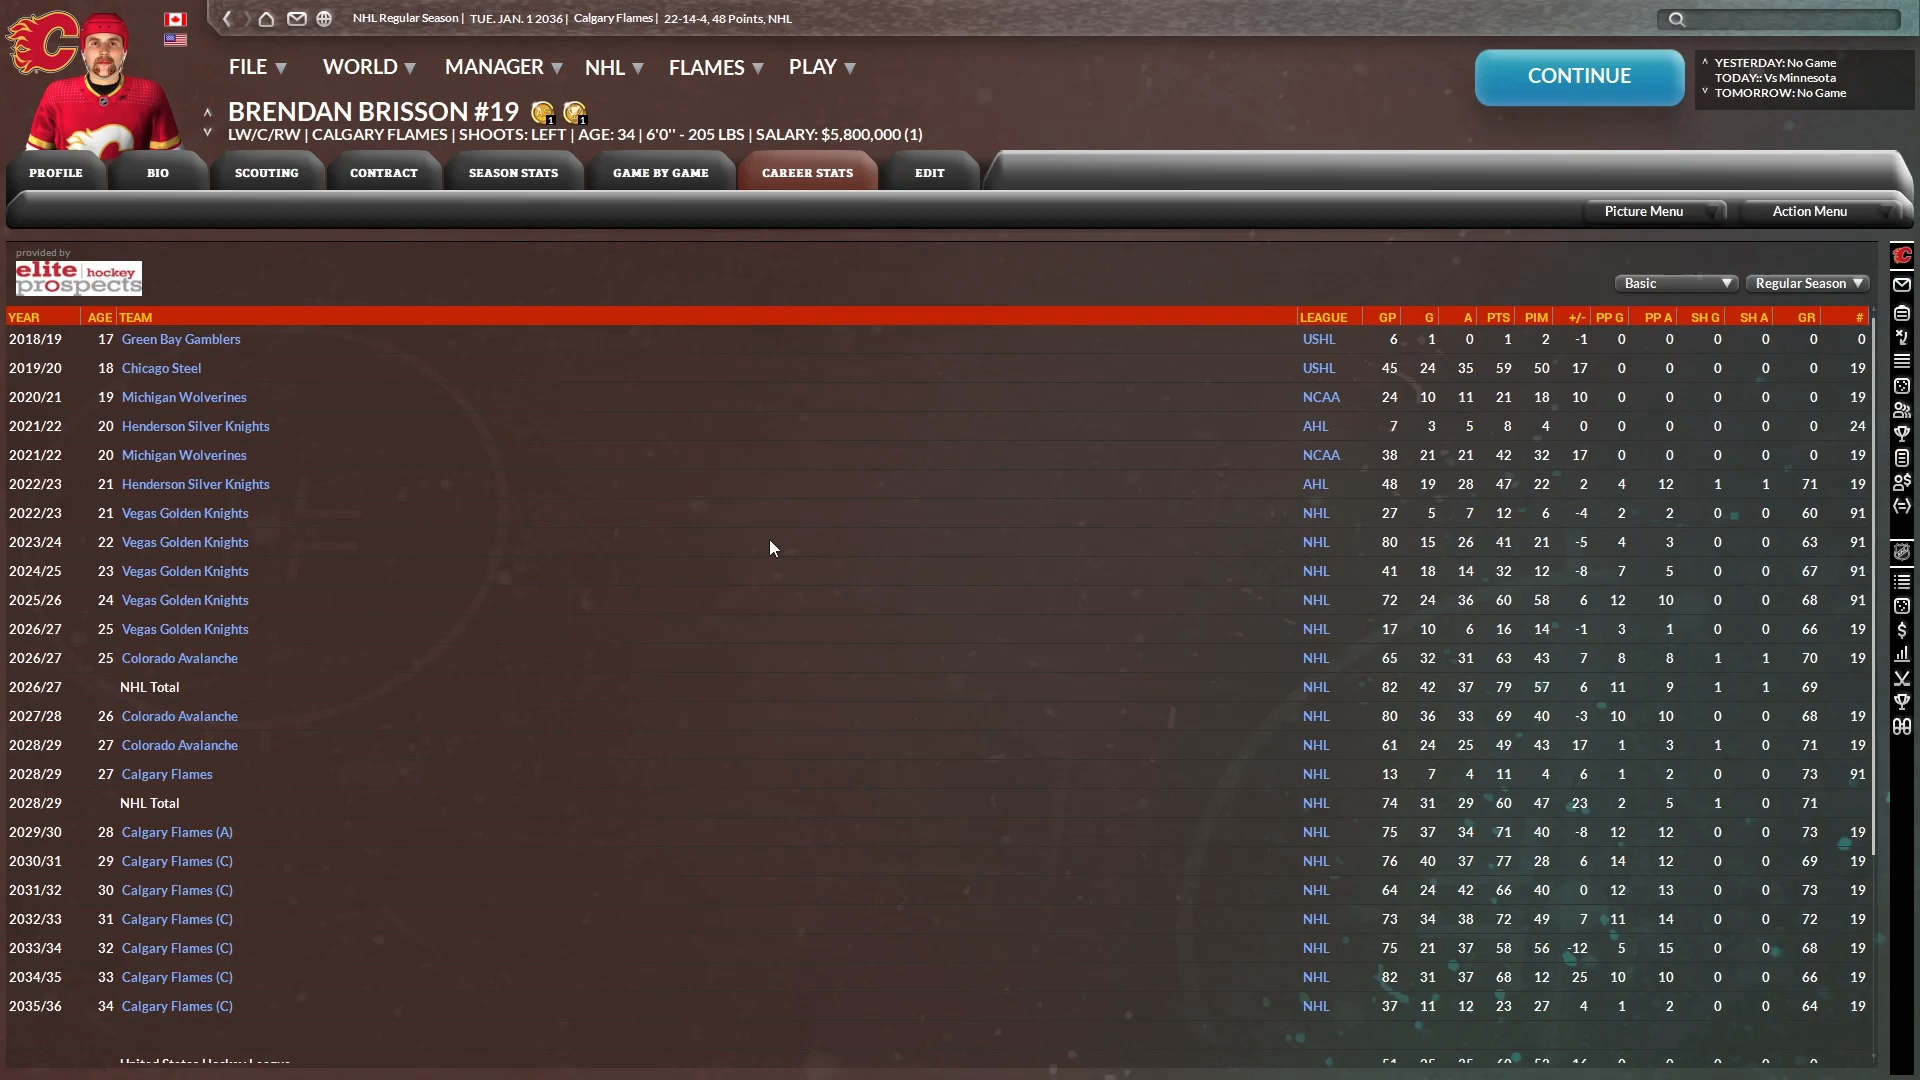 NHL Regular Season | TUE. JAN. 1 2036 | Calgary Flames | 22-14-4, 48 Points, NHL
FILE WORLD MANAGER NHL FLAMES PLAY
CONTINUE
YESTERDAY: No Game
TODAY:: Vs Minnesota
TOMORROW: No Game
BRENDAN BRISSON #19 1 1
LW/C/RW | CALGARY FLAMES | SHOOTS: LEFT | AGE: 34 | 6'0'' - 205 LBS | SALARY: $5,800,000 (1)
PROFILE BIO SCOUTING CONTRACT SEASON STATS GAME BY GAME CAREER STATS EDIT
Picture Menu Action Menu
provided by
elite hockey
prospects
Basic Regular Season
YEAR AGE TEAM LEAGUE GP G A PTS PIM +/- PP G PP A SH G SH A GR #
2018/19 17 Green Bay Gamblers USHL 6 1 0 1 2 -1 0 0 0 0 0 0
2019/20 18 Chicago Steel USHL 45 24 35 59 50 17 0 0 0 0 0 19
2020/21 19 Michigan Wolverines NCAA 24 10 11 21 18 10 0 0 0 0 0 19
2021/22 20 Henderson Silver Knights AHL 7 3 5 8 4 0 0 0 0 0 0 24
2021/22 20 Michigan Wolverines NCAA 38 21 21 42 32 17 0 0 0 0 0 19
2022/23 21 Henderson Silver Knights AHL 48 19 28 47 22 2 4 12 1 1 71 19
2022/23 21 Vegas Golden Knights NHL 27 5 7 12 6 -4 2 2 0 0 60 91
2023/24 22 Vegas Golden Knights NHL 80 15 26 41 21 -5 4 3 0 0 63 91
2024/25 23 Vegas Golden Knights NHL 41 18 14 32 12 -8 7 5 0 0 67 91
2025/26 24 Vegas Golden Knights NHL 72 24 36 60 58 6 12 10 0 0 68 91
2026/27 25 Vegas Golden Knights NHL 17 10 6 16 14 -1 3 1 0 0 66 19
2026/27 25 Colorado Avalanche NHL 65 32 31 63 43 7 8 8 1 1 70 19
2026/27 NHL Total NHL 82 42 37 79 57 6 11 9 1 1 69
2027/28 26 Colorado Avalanche NHL 80 36 33 69 40 -3 10 10 0 0 68 19
2028/29 27 Colorado Avalanche NHL 61 24 25 49 43 17 1 3 1 0 71 19
2028/29 27 Calgary Flames NHL 13 7 4 11 4 6 1 2 0 0 73 91
2028/29 NHL Total NHL 74 31 29 60 47 23 2 5 1 0 71
2029/30 28 Calgary Flames (A) NHL 75 37 34 71 40 -8 12 12 0 0 73 19
2030/31 29 Calgary Flames (C) NHL 76 40 37 77 28 6 14 12 0 0 69 19
2031/32 30 Calgary Flames (C) NHL 64 24 42 66 40 0 12 13 0 0 73 19
2032/33 31 Calgary Flames (C) NHL 73 34 38 72 49 7 11 14 0 0 72 19
2033/34 32 Calgary Flames (C) NHL 75 21 37 58 56 -12 5 15 0 0 68 19
2034/35 33 Calgary Flames (C) NHL 82 31 37 68 12 25 10 10 0 0 66 19
2035/36 34 Calgary Flames (C) NHL 37 11 12 23 27 4 1 2 0 0 64 19